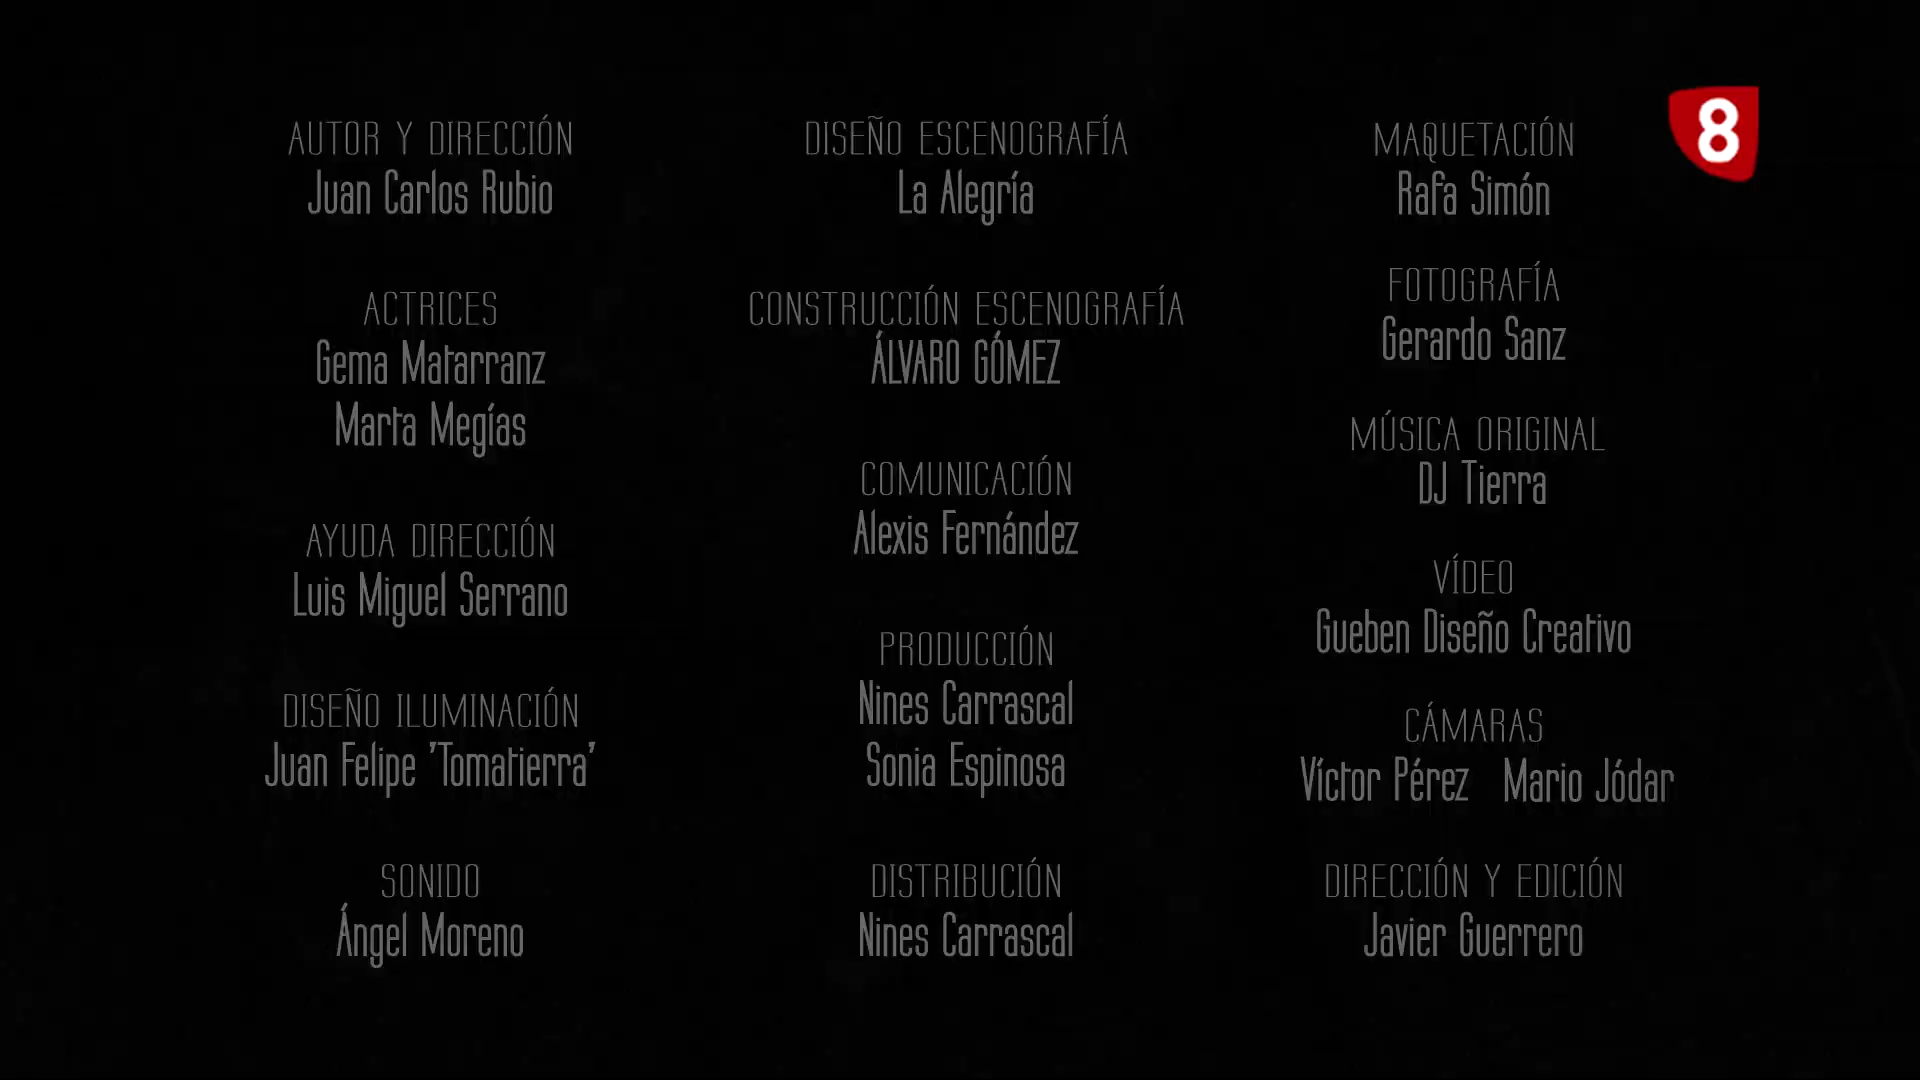 AUTOR Y DIRECCIÓN
Juan Carlos Rubio
ACTRICES
Gema Matarranz
Marta Megías
AYUDA DIRECCIÓN
Luis Miguel Serrano
DISEÑO ILUMINACIÓN
Juan Felipe 'Tomatierra'
SONIDO
Ángel Moreno
DISEÑO ESCENOGRAFÍA
La Alegría
CONSTRUCCIÓN ESCENOGRAFÍA
ÁLVARO GÓMEZ
COMUNICACIÓN
Alexis Fernández
PRODUCCIÓN
Nines Carrascal
Sonia Espinosa
DISTRIBUCIÓN
Nines Carrascal
MAQUETACIÓN
Rafa Simón
FOTOGRAFÍA
Gerardo Sanz
MÚSICA ORIGINAL
DJ Tierra
VÍDEO
Gueben Diseño Creativo
CÁMARAS
Víctor Pérez Mario Jódar
DIRECCIÓN Y EDICIÓN
Javier Guerrero
8